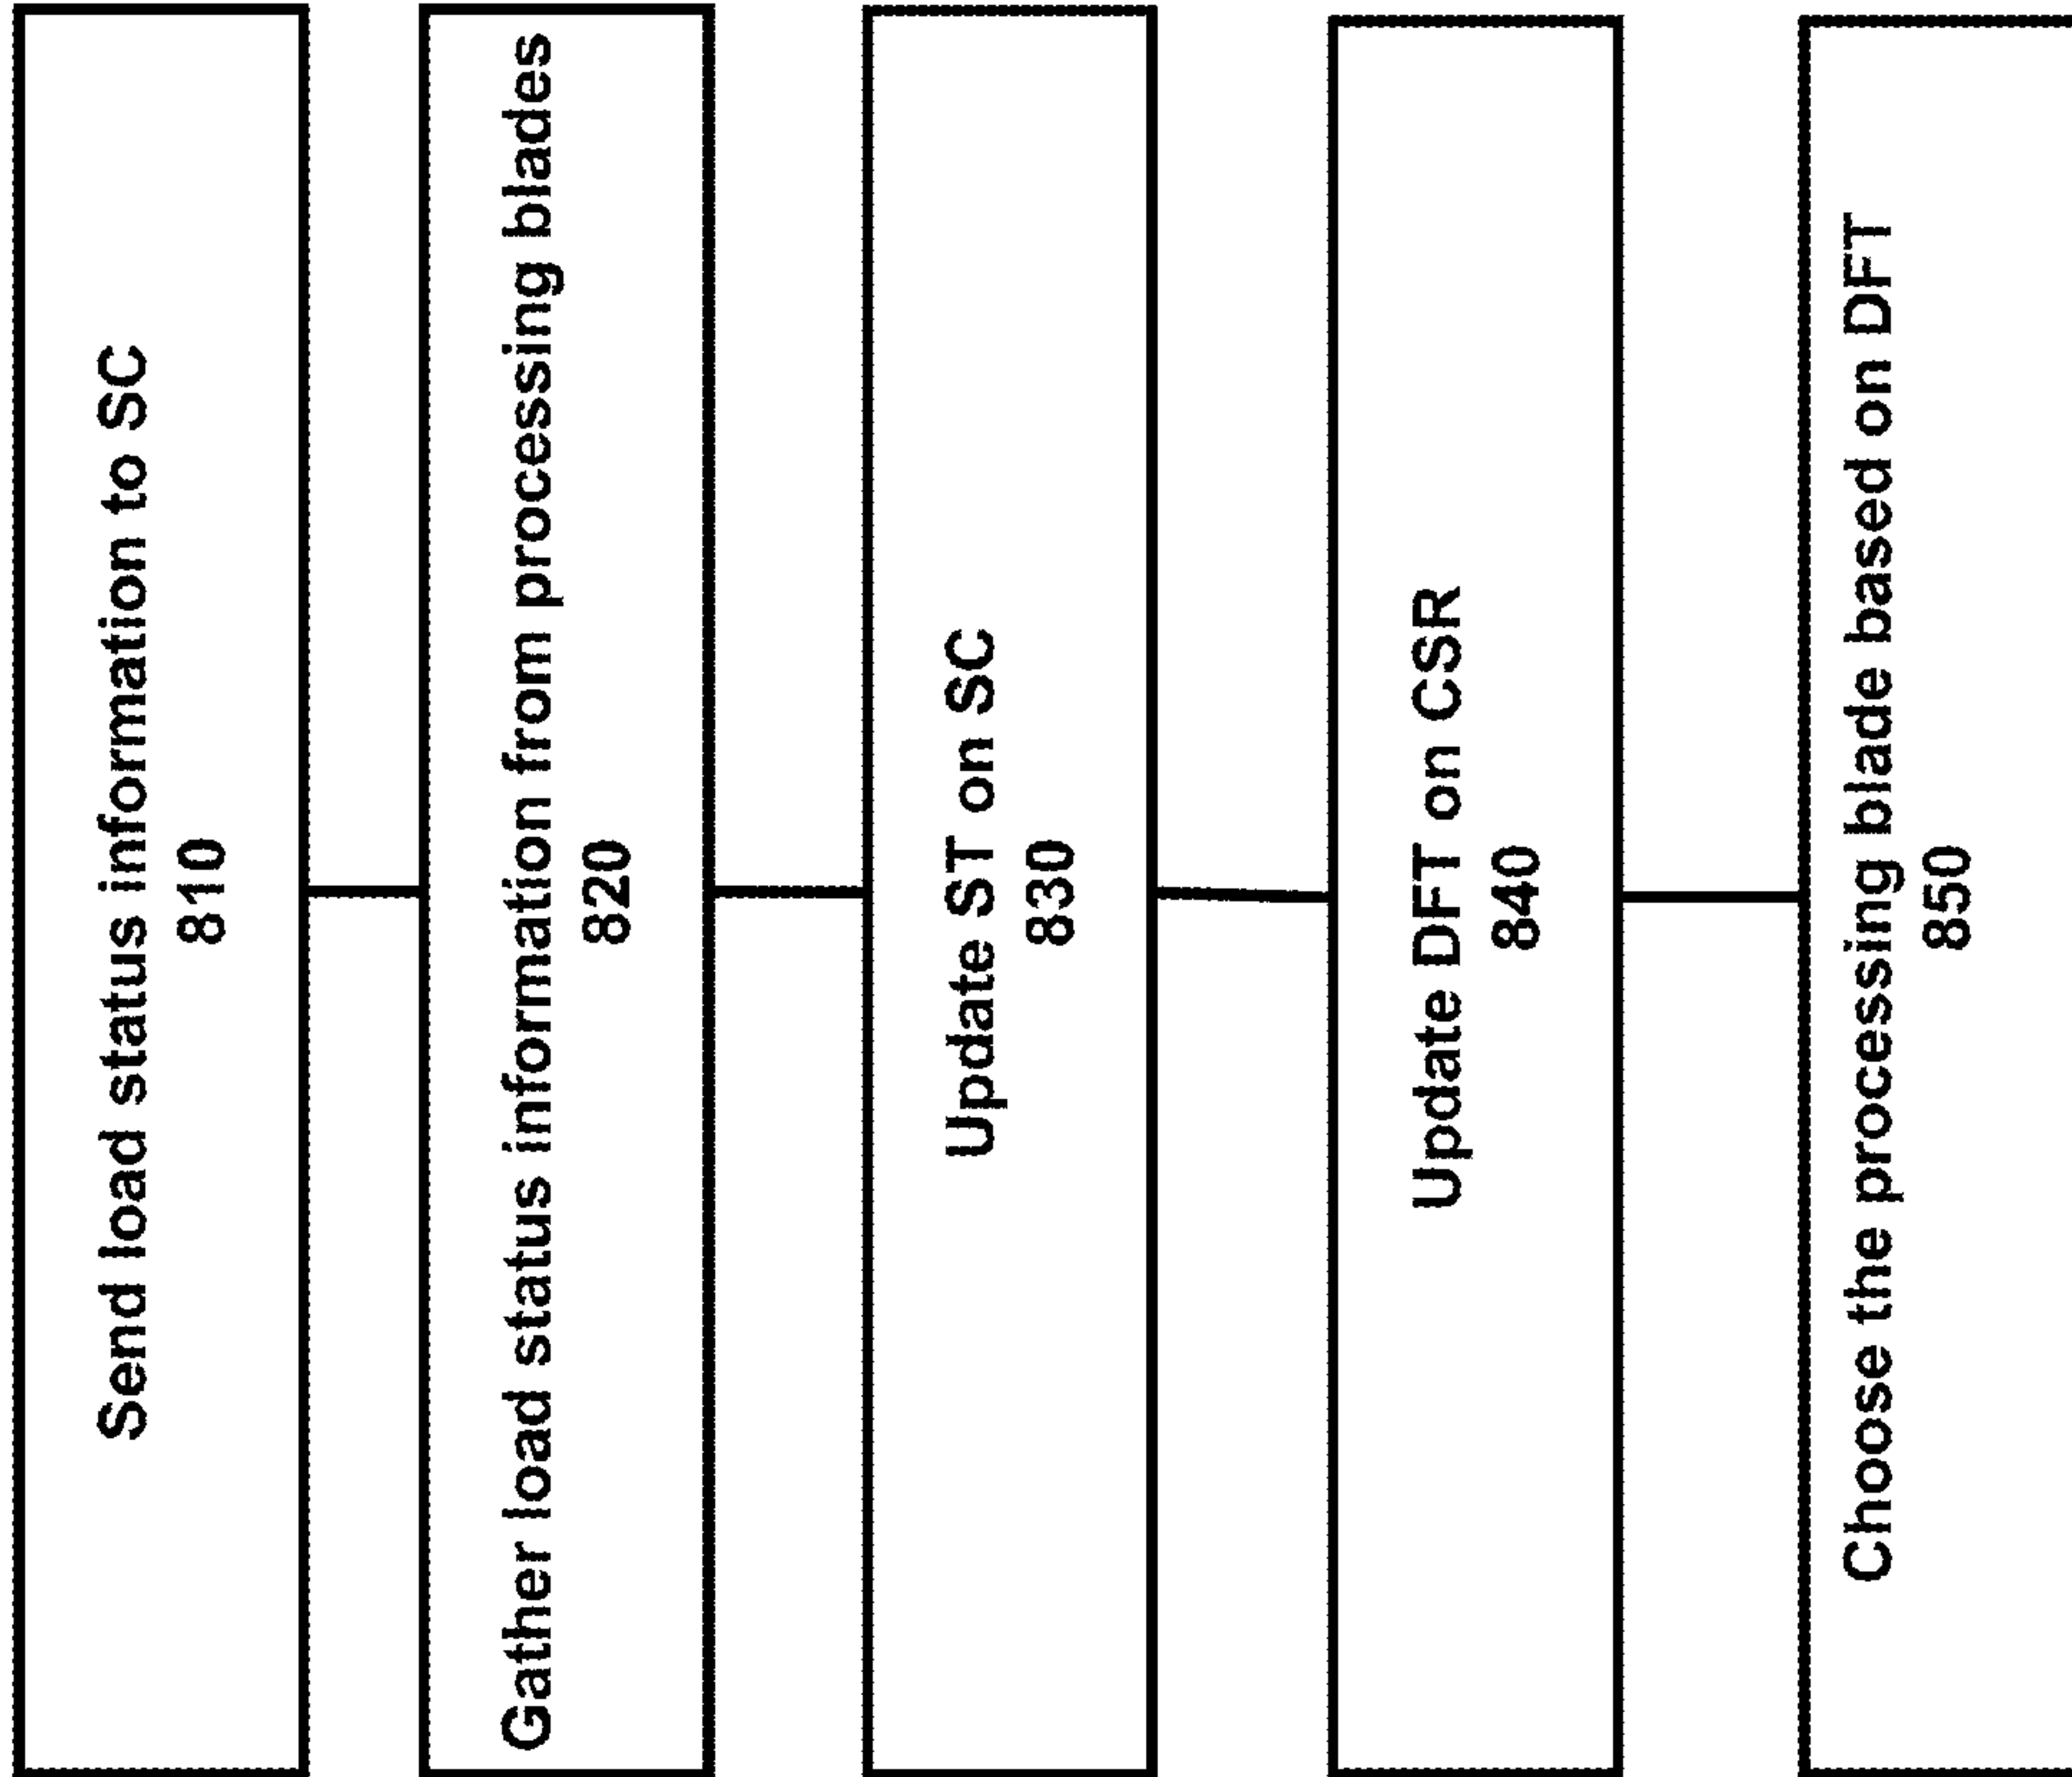 Send load status information to SC
810
Gather load status information from processing blades
820
Update ST on SC
830
Update DFT on CSR
840
Choose the processing blade based on DFT
850